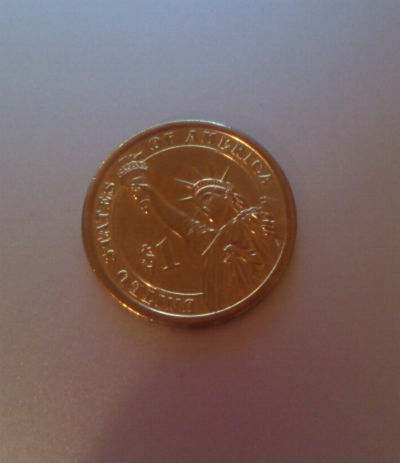 UNITED STATES OF AMERICA
$1